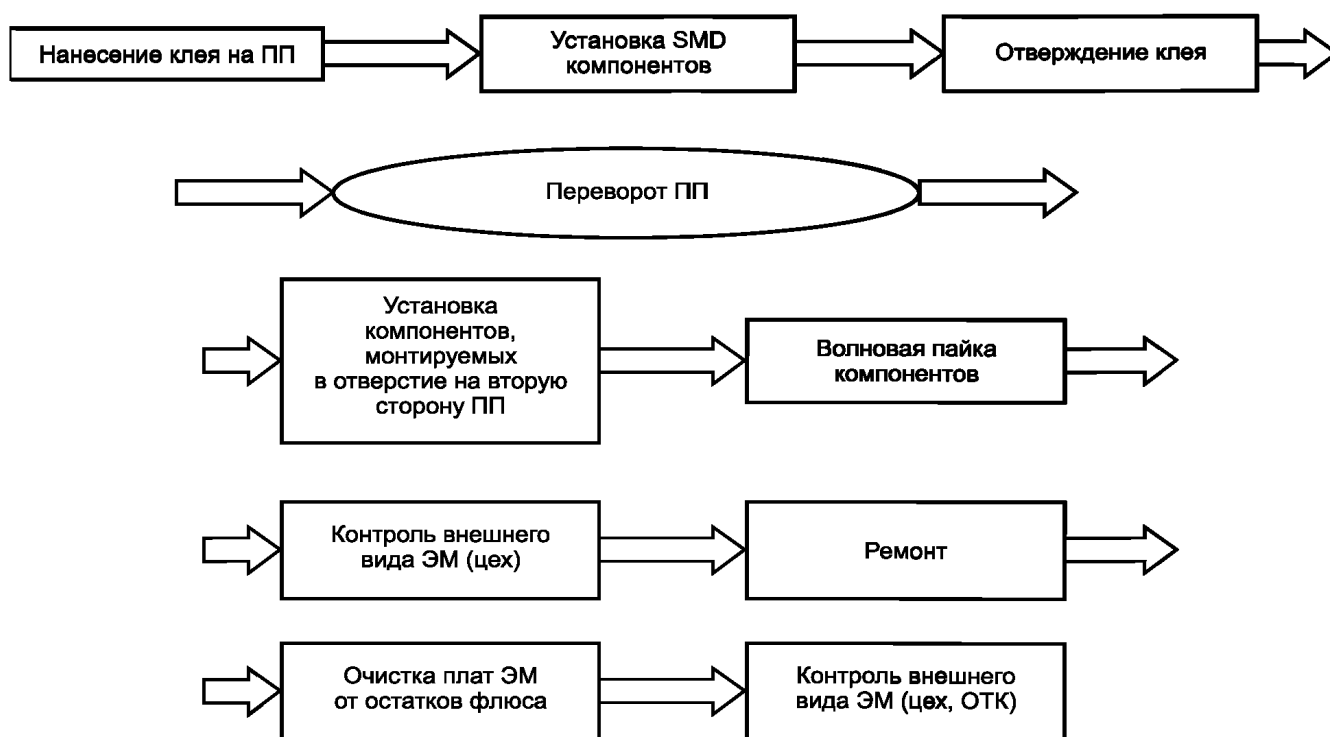 Нанесение клея на ПП
Установка SMD
компонентов
Отверждение клея
Переворот ПП
Установка
компонентов,
монтируемых
в отверстие на вторую
сторону ПП
Волновая пайка
компонентов
Контроль внешнего
вида ЭМ (цех)
Ремонт
Очистка плат ЭМ
от остатков флюса
Контроль внешнего
вида ЭМ (цех, ОТК)